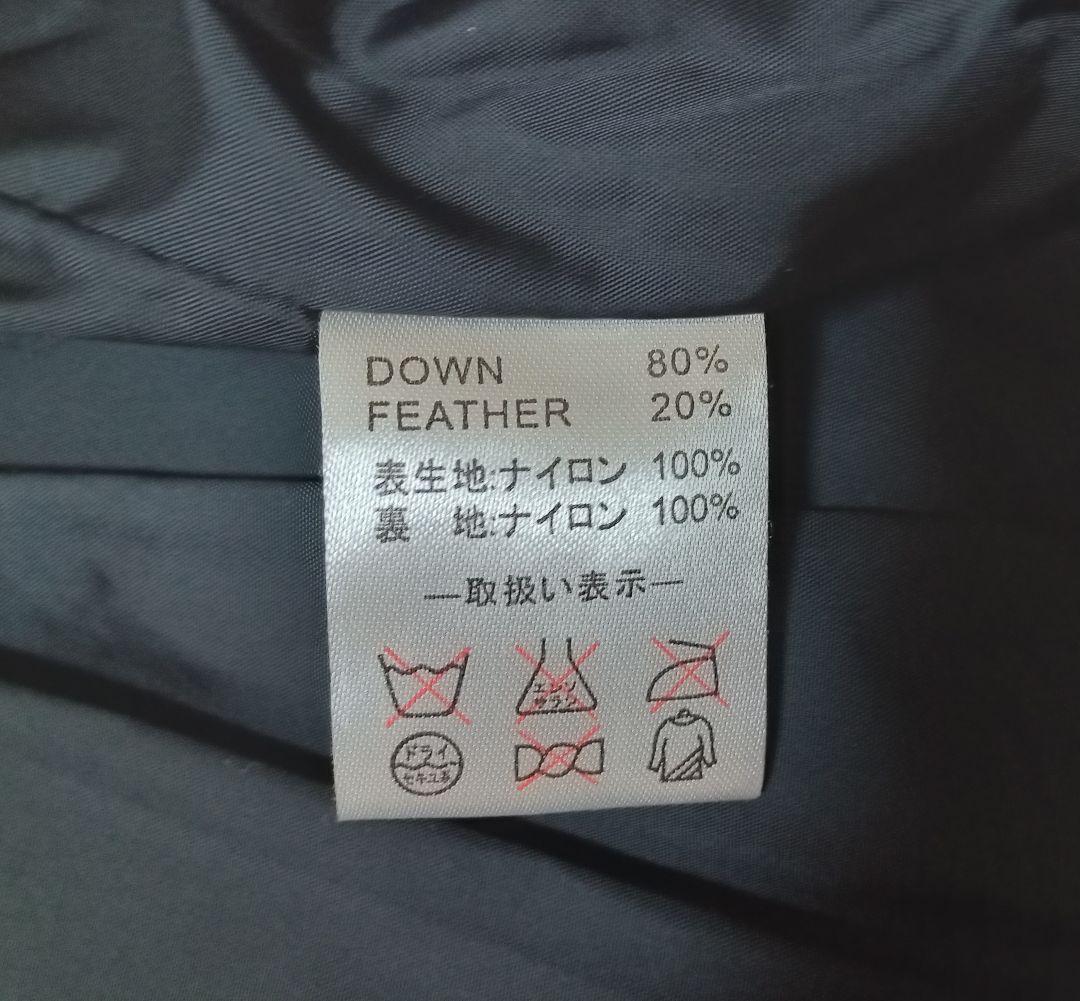 DOWN 80%
FEATHER 20%
表生地:ナイロン 100%
裏 地:ナイロン 100%
―取扱い表示―
エンソ
サラシ
ドライ
セキユ系